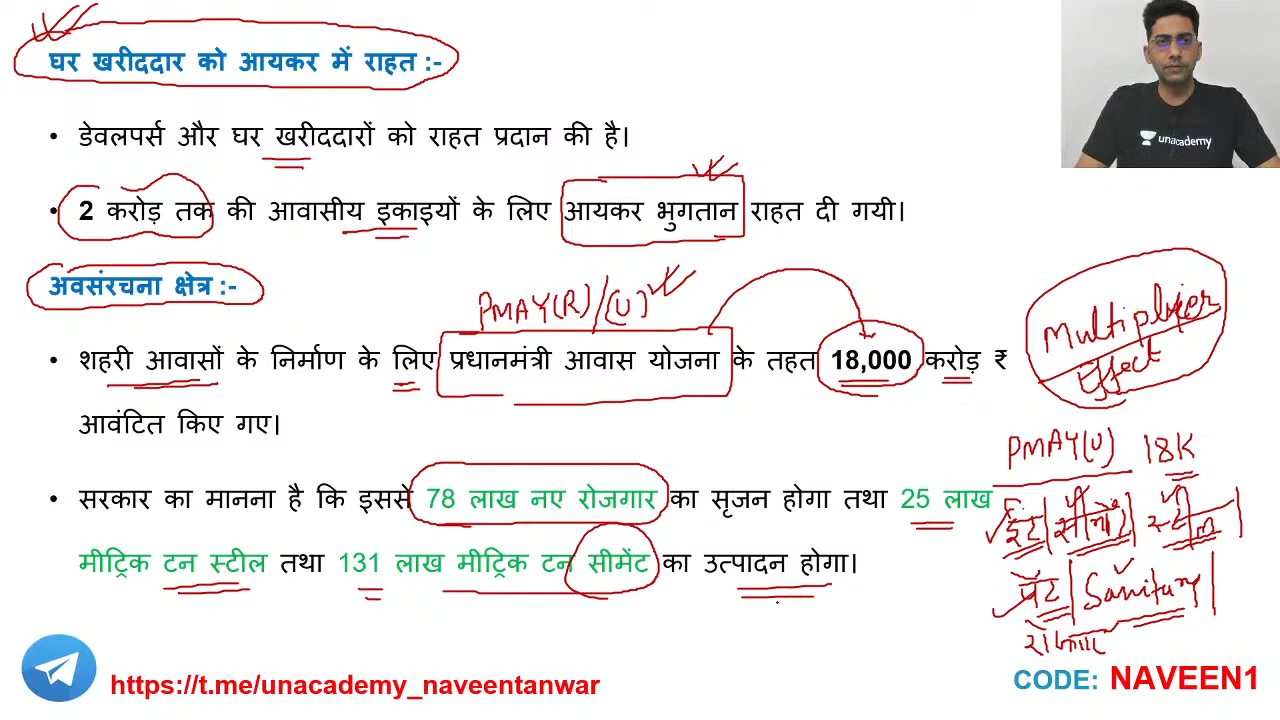 घर खरीददार को आयकर में राहत :-
• डेवलपर्स और घर खरीददारों को राहत प्रदान की है।
• 2 करोड़ तक की आवासीय इकाइयों के लिए आयकर भुगतान राहत दी गयी।
अवसंरचना क्षेत्र :-
PMAY(R)/(U)
• शहरी आवासों के निर्माण के लिए प्रधानमंत्री आवास योजना के तहत 18,000 करोड़ ₹
आवंटित किए गए।
• सरकार का मानना है कि इससे 78 लाख नए रोजगार का सृजन होगा तथा 25 लाख
मीट्रिक टन स्टील तथा 131 लाख मीट्रिक टन सीमेंट का उत्पादन होगा।
unacademy
Multiplier
Effect
PMAY(U) 18K
ईंट सीमेंट
पेंट Sanitary
रोजगार
https://t.me/unacademy_naveentanwar
CODE: NAVEEN1